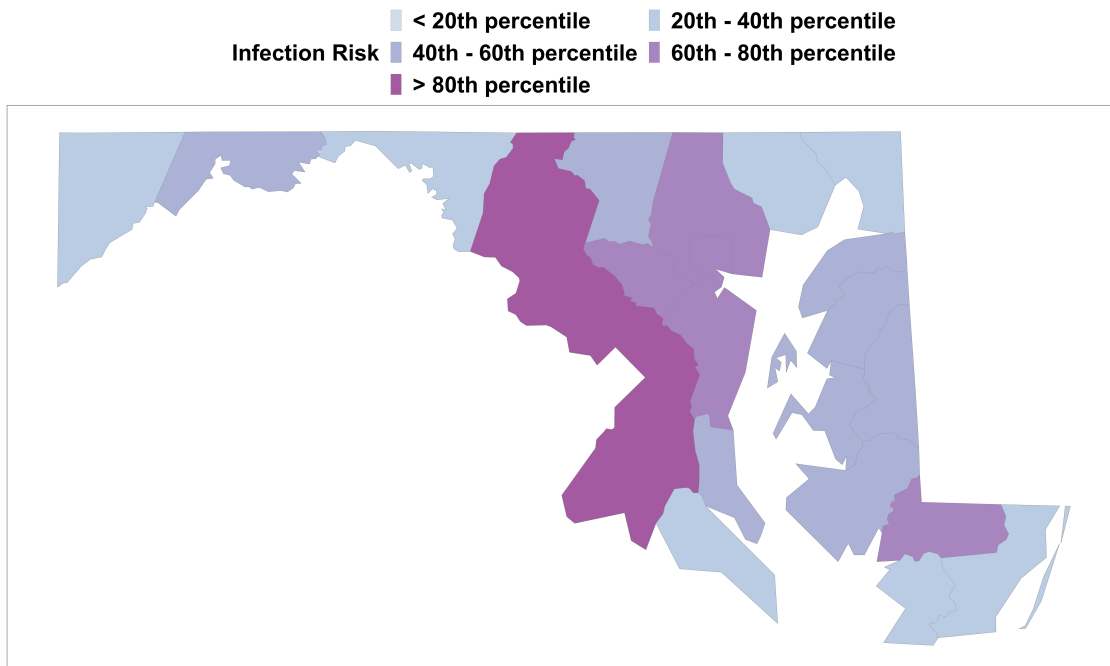 < 20th percentile 20th - 40th percentile
Infection Risk 40th - 60th percentile 60th - 80th percentile
> 80th percentile